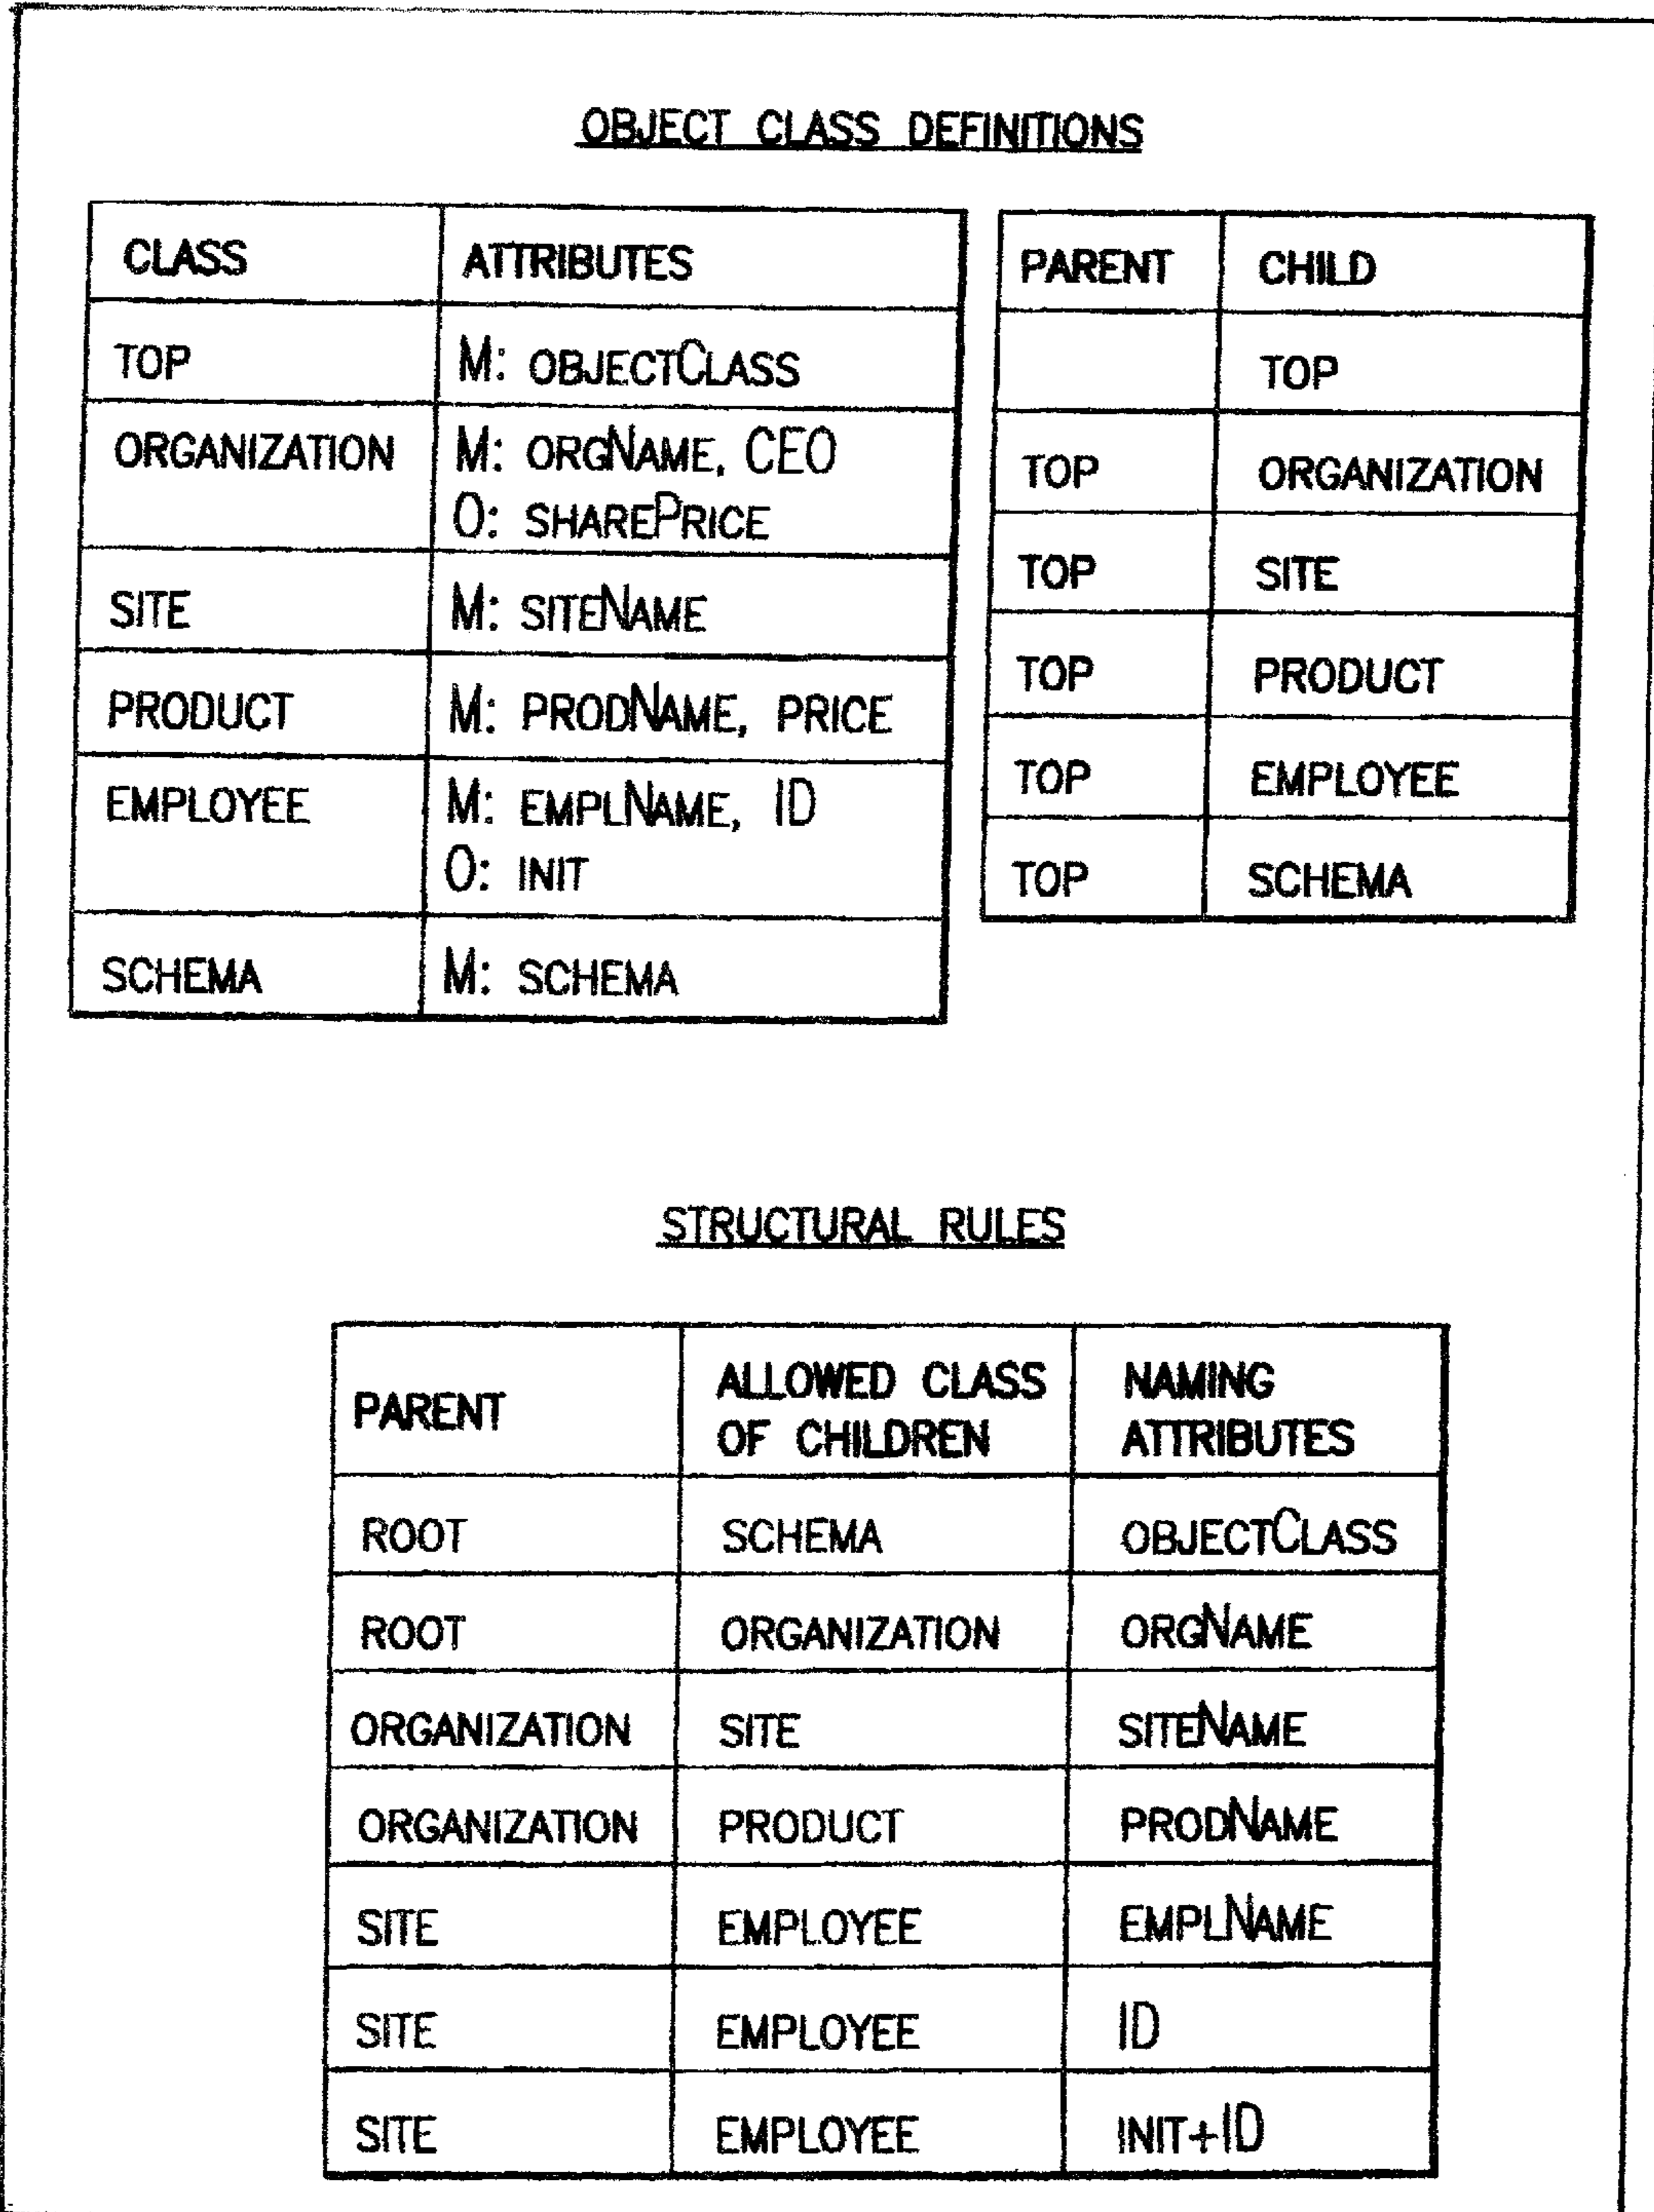 OBJECT CLASS DEFINITIONS
CLASS ATTRIBUTES
TOP M: OBJECTCLASS
ORGANIZATION M: ORGNAME, CEO
O: SHAREPRICE
SITE M: SITENAME
PRODUCT M: PRODNAME, PRICE
EMPLOYEE M: EMPLNAME, ID
O: INIT
SCHEMA M: SCHEMA
PARENT CHILD
TOP
TOP ORGANIZATION
TOP SITE
TOP PRODUCT
TOP EMPLOYEE
TOP SCHEMA
STRUCTURAL RULES
PARENT ALLOWED CLASS OF CHILDREN NAMING ATTRIBUTES
ROOT SCHEMA OBJECTCLASS
ROOT ORGANIZATION ORGNAME
ORGANIZATION SITE SITENAME
ORGANIZATION PRODUCT PRODNAME
SITE EMPLOYEE EMPLNAME
SITE EMPLOYEE ID
SITE EMPLOYEE INIT+ID